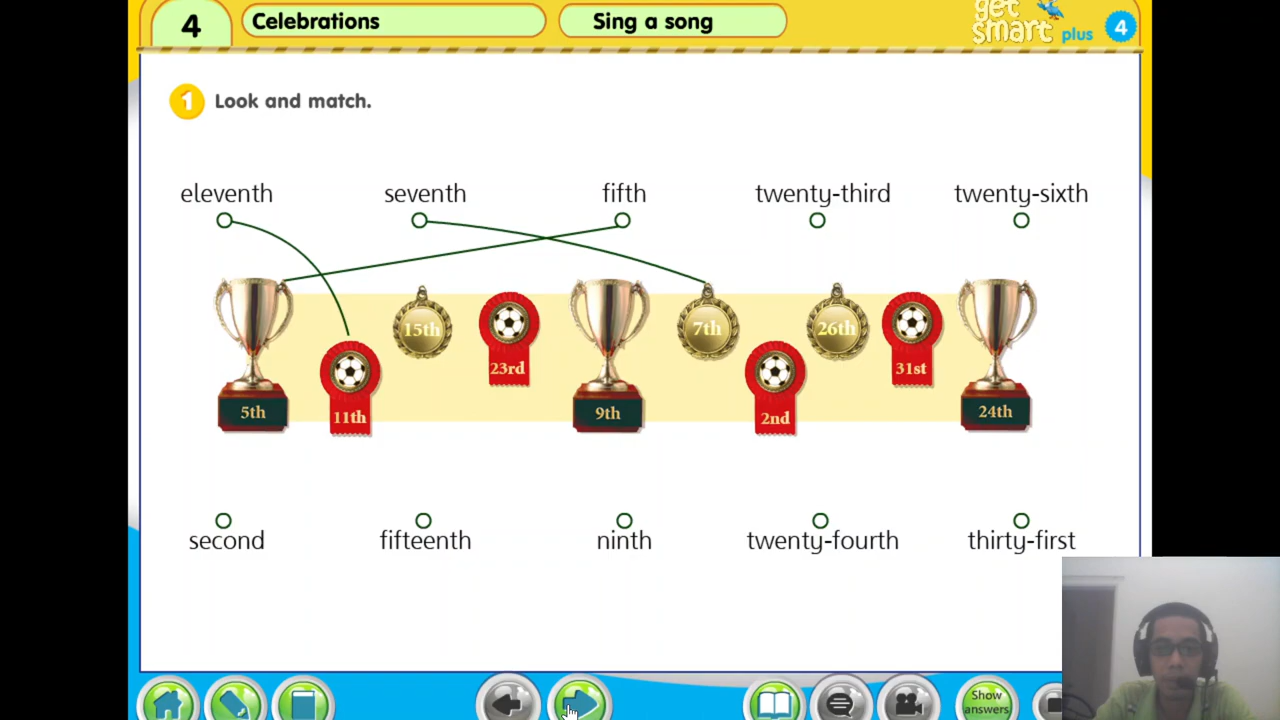 4 Celebrations Sing a song get
smart plus 4
1 Look and match.
eleventh seventh fifth twenty-third twenty-sixth
15th 7th 26th
23rd 31st
5th 11th 9th 2nd 24th
second fifteenth ninth twenty-fourth thirty-first
Show
answers